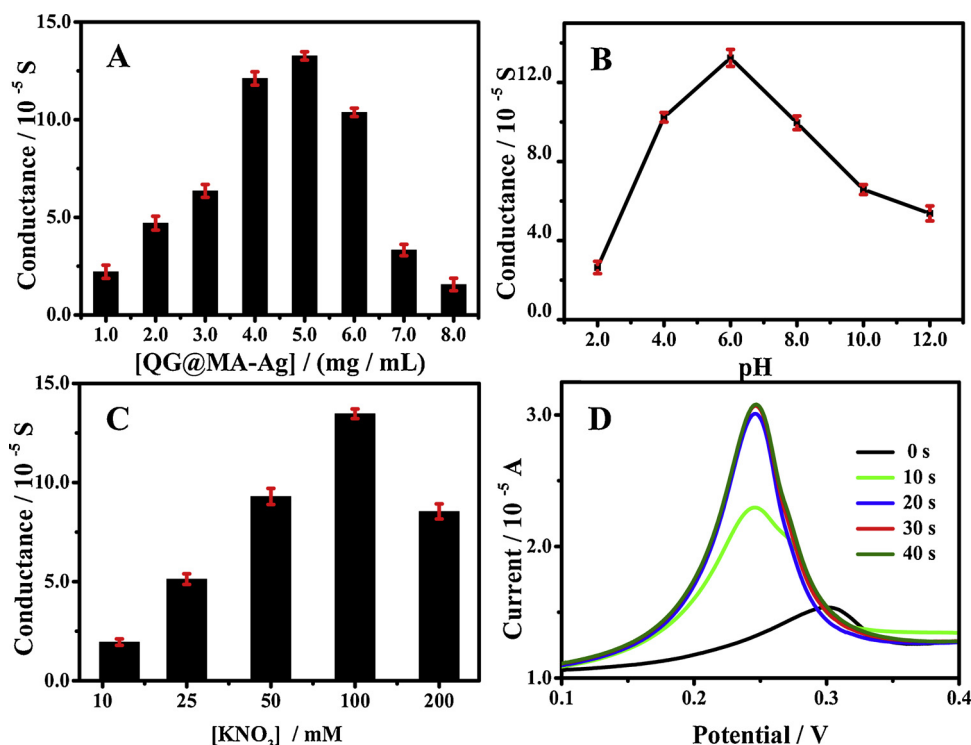 A
Conductance / 10 -5 S
15.0
10.0
5.0
0.0
1.0 2.0 3.0 4.0 5.0 6.0 7.0 8.0
[QG@MA-Ag] / (mg / mL)
B
Conductance / 10 -5 S
12.0
8.0
4.0
0.0
2.0 4.0 6.0 8.0 10.0 12.0
pH
C
Conductance / 10 -5 S
15.0
10.0
5.0
0.0
10 25 50 100 200
[KNO3] / mM
D
Current / 10 -5 A
3.0
2.0
1.0
0 s
10 s
20 s
30 s
40 s
0.1 0.2 0.3 0.4
Potential / V